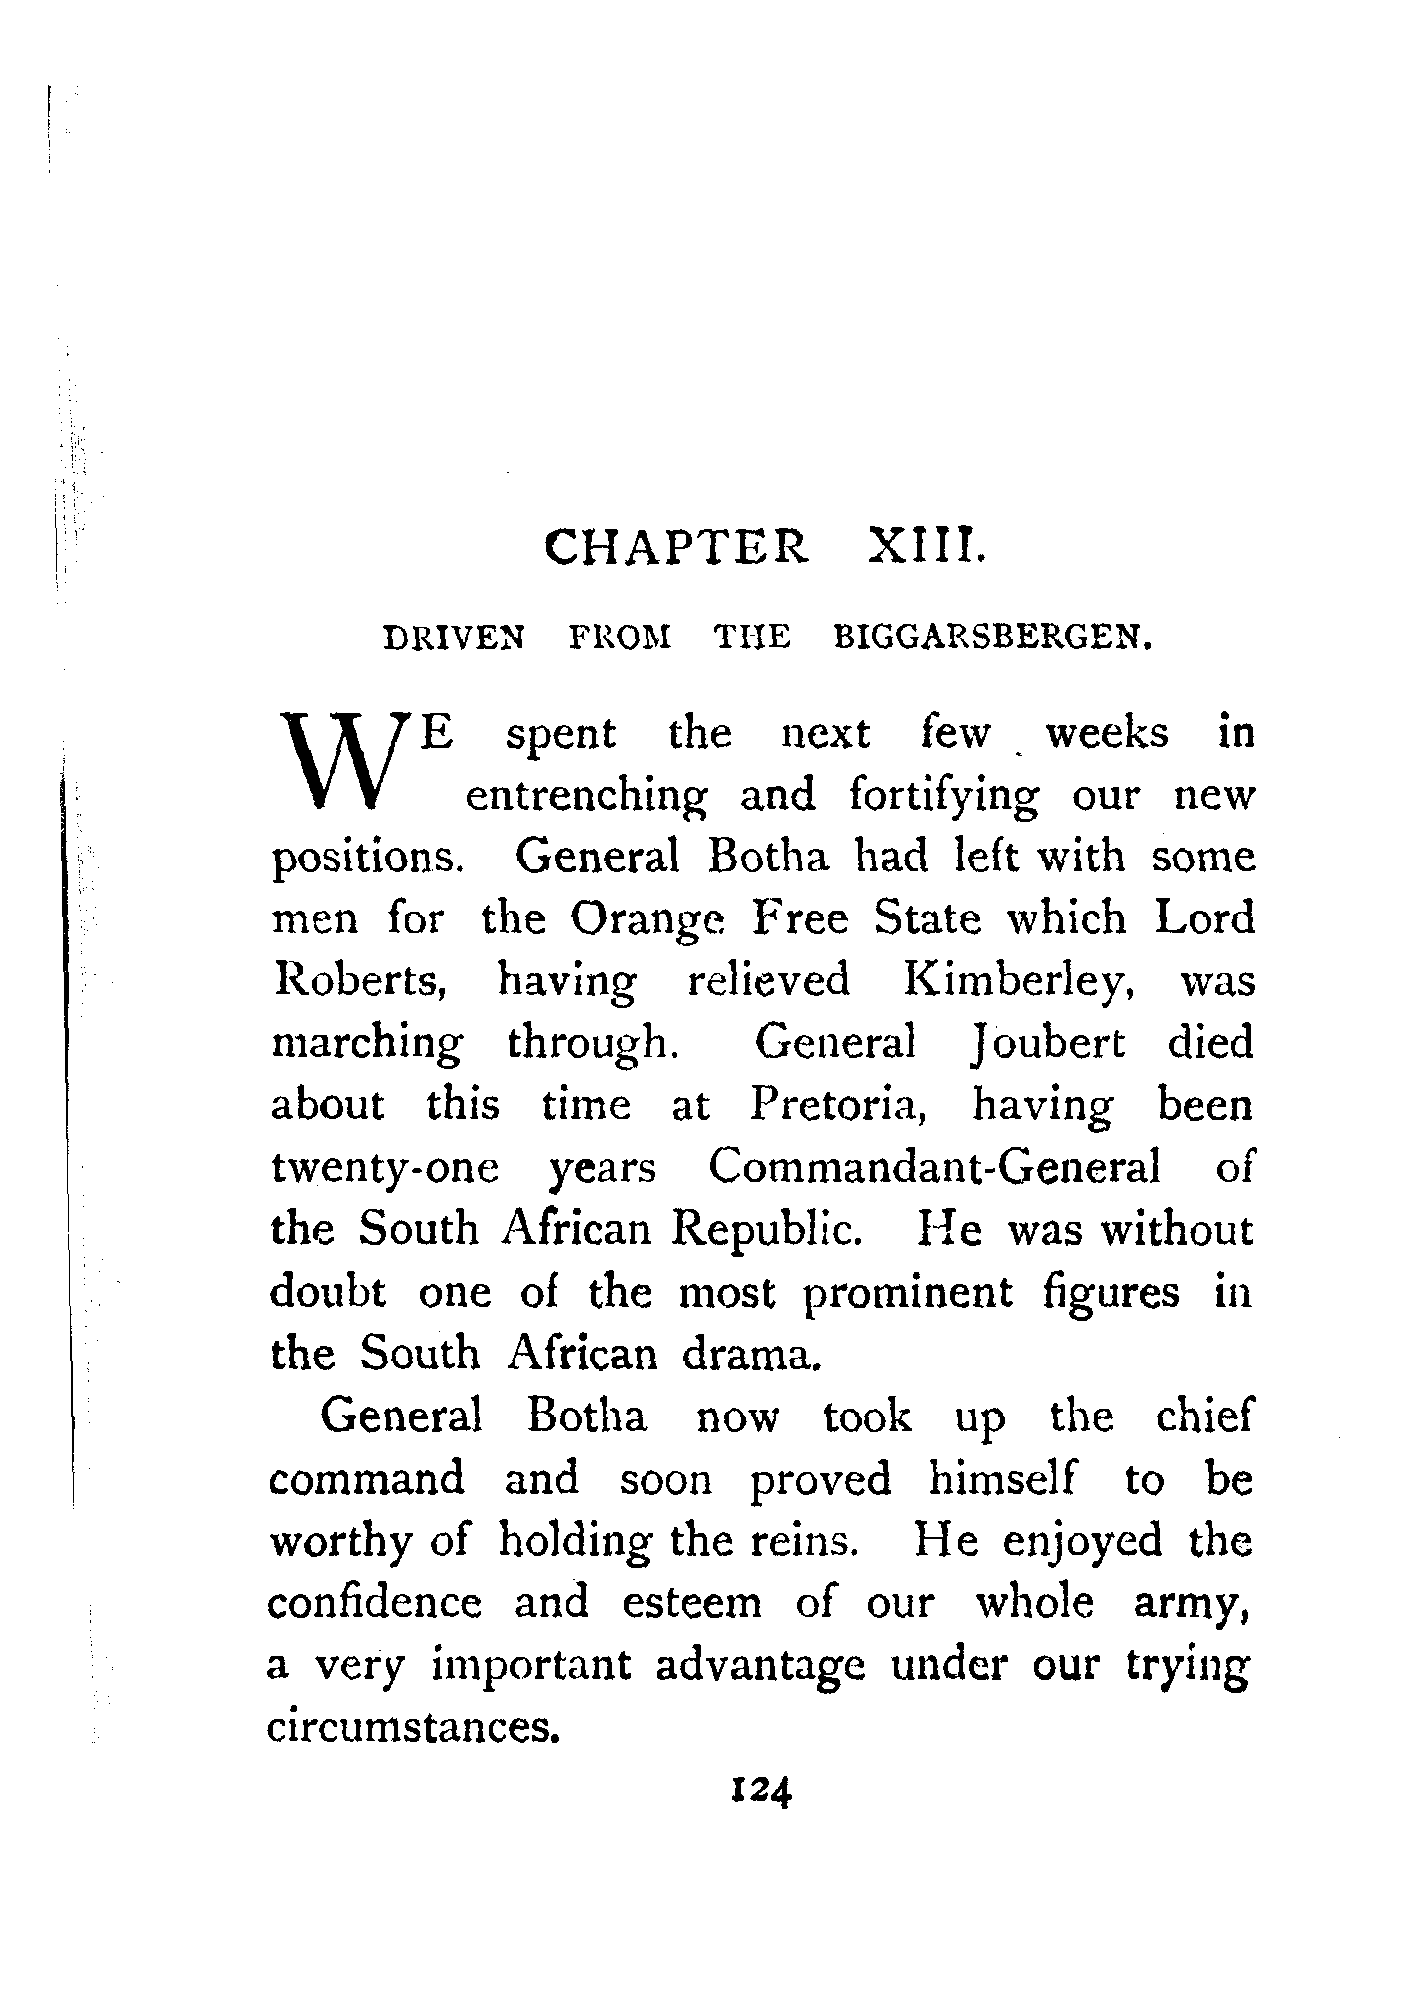 CHAPTER XIII.
DRIVEN FROM THE BIGGARSBERGEN.
WE spent the next few weeks in
entrenching and fortifying our new
positions. General Botha had left with some
men for the Orange Free State which Lord
Roberts, having relieved Kimberley, was
marching through. General Joubert died
about this time at Pretoria, having been
twenty-one years Commandant-General of
the South African Republic. He was without
doubt one of the most prominent figures in
the South African drama.
General Botha now took up the chief
command and soon proved himself to be
worthy of holding the reins. He enjoyed the
confidence and esteem of our whole army,
a very important advantage under our trying
circumstances.
124